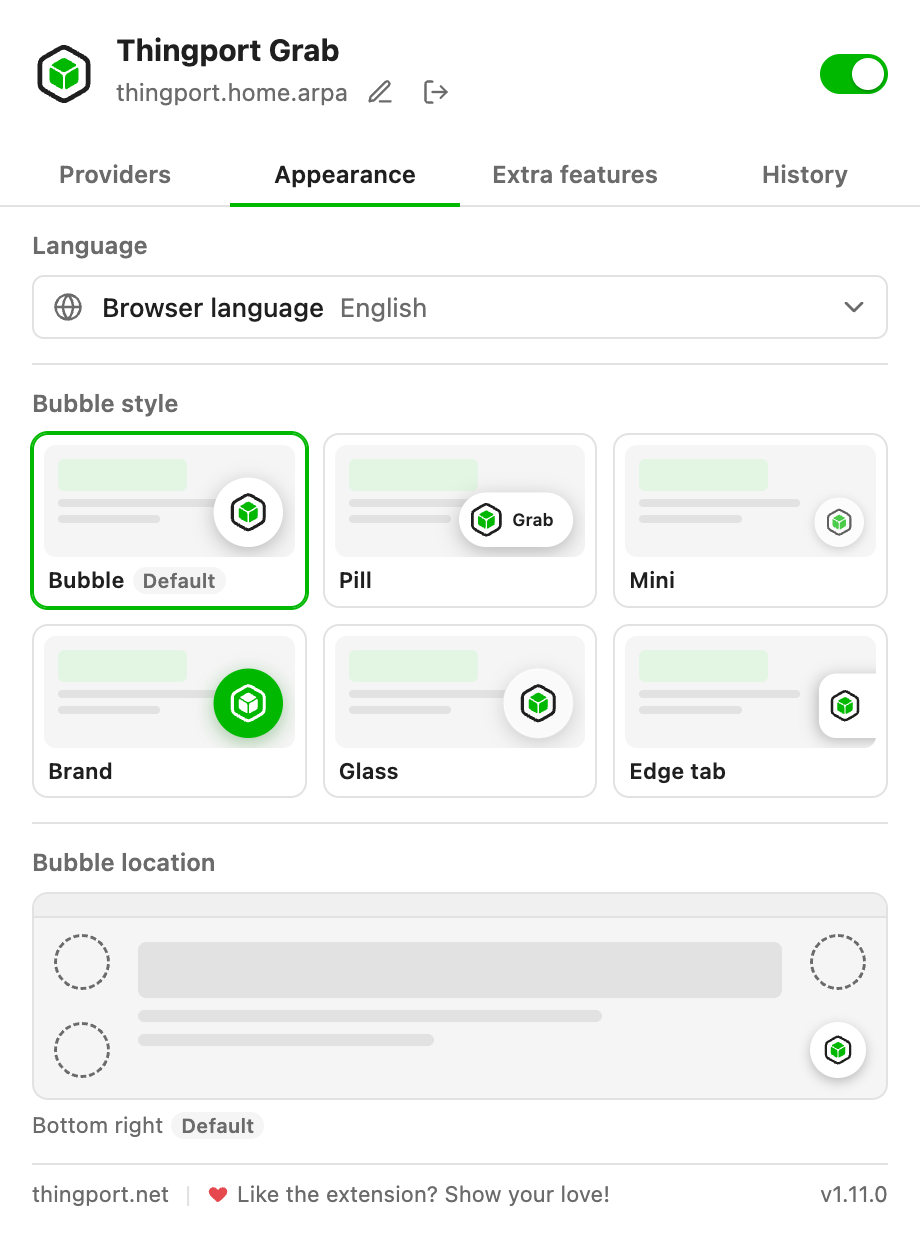 Thingport Grab
thingport.home.arpa
Providers
Appearance
Extra features
History
Language
Browser language English
Bubble style
Grab
Bubble Default
Pill
Mini
Brand
Glass
Edge tab
Bubble location
Bottom right Default
thingport.net
Like the extension? Show your love!
v1.11.0